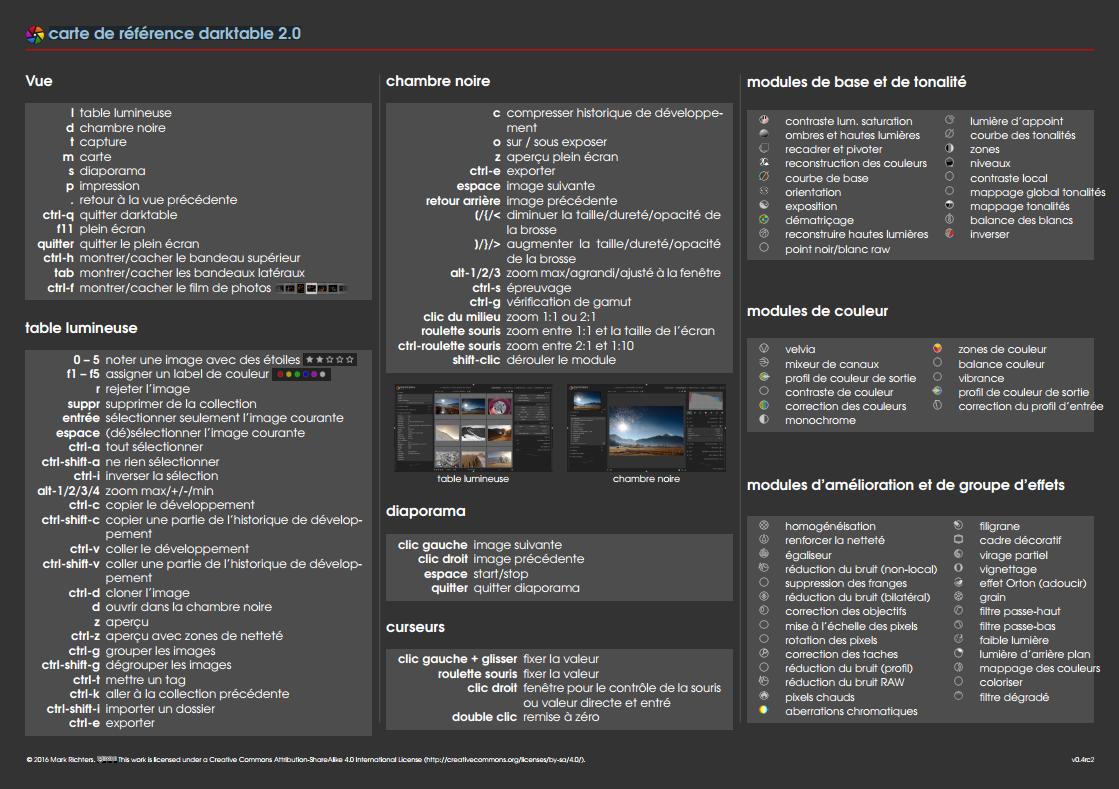 carte de référence darktable 2.0
Vue
l table lumineuse
d chambre noire
t capture
m carte
s diaporama
p impression
. retour à la vue précédente
ctrl-q quitter darktable
f11 plein écran
quitter quitter le plein écran
ctrl-h montrer/cacher le bandeau supérieur
tab montrer/cacher les bandeaux latéraux
ctrl-f montrer/cacher le film de photos
table lumineuse
0 – 5 noter une image avec des étoiles
f1 – f5 assigner un label de couleur
r rejeter l'image
suppr supprimer de la collection
entrée sélectionner seulement l'image courante
espace (dé)sélectionner l'image courante
ctrl-a tout sélectionner
ctrl-shift-a ne rien sélectionner
ctrl-i inverser la sélection
alt-1/2/3/4 zoom max/+/-/min
ctrl-c copier le développement
ctrl-shift-c copier une partie de l'historique de dévelop-
pement
ctrl-v coller le développement
ctrl-shift-v coller une partie de l'historique de dévelop-
pement
ctrl-d cloner l'image
d ouvrir dans la chambre noire
z aperçu
ctrl-z aperçu avec zones de netteté
ctrl-g grouper les images
ctrl-shift-g dégrouper les images
ctrl-t mettre un tag
ctrl-k aller à la collection précédente
ctrl-shift-i importer un dossier
ctrl-e exporter
chambre noire
c compresser historique de développe-
ment
o sur / sous exposer
z aperçu plein écran
ctrl-e exporter
espace image suivante
retour arrière image précédente
(/{/< diminuer la taille/dureté/opacité de
la brosse
)/}/> augmenter la taille/dureté/opacité
de la brosse
alt-1/2/3 zoom max/agrandi/ajusté à la fenêtre
ctrl-s épreuvage
ctrl-g vérification de gamut
clic du milieu zoom 1:1 ou 2:1
roulette souris zoom entre 1:1 et la taille de l'écran
ctrl-roulette souris zoom entre 2:1 et 1:10
shift-clic dérouler le module
table lumineuse
chambre noire
diaporama
clic gauche image suivante
clic droit image précédente
espace start/stop
quitter quitter diaporama
curseurs
clic gauche + glisser fixer la valeur
roulette souris fixer la valeur
clic droit fenêtre pour le contrôle de la souris
ou valeur directe et entré
double clic remise à zéro
modules de base et de tonalité
contraste lum. saturation
ombres et hautes lumières
recadrer et pivoter
reconstruction des couleurs
courbe de base
orientation
exposition
dématriçage
reconstruire hautes lumières
point noir/blanc raw
lumière d'appoint
courbe des tonalités
zones
niveaux
contraste local
mappage global tonalités
mappage tonalités
balance des blancs
inverser
modules de couleur
velvia
mixeur de canaux
profil de couleur de sortie
contraste de couleur
correction des couleurs
monochrome
zones de couleur
balance couleur
vibrance
profil de couleur de sortie
correction du profil d'entrée
modules d'amélioration et de groupe d'effets
homogénéisation
renforcer la netteté
égaliseur
réduction du bruit (non-local)
suppression des franges
réduction du bruit (bilatéral)
correction des objectifs
mise à l'échelle des pixels
rotation des pixels
correction des taches
réduction du bruit (profil)
réduction du bruit RAW
pixels chauds
aberrations chromatiques
filigrane
cadre décoratif
virage partiel
vignettage
effet Orton (adoucir)
grain
filtre passe-haut
filtre passe-bas
faible lumière
lumière d'arrière plan
mappage des couleurs
coloriser
filtre dégradé
© 2016 Mark Richters. This work is licensed under a Creative Commons Attribution-ShareAlike 4.0 International License (http://creativecommons.org/licenses/by-sa/4.0/).
v0.4rc2